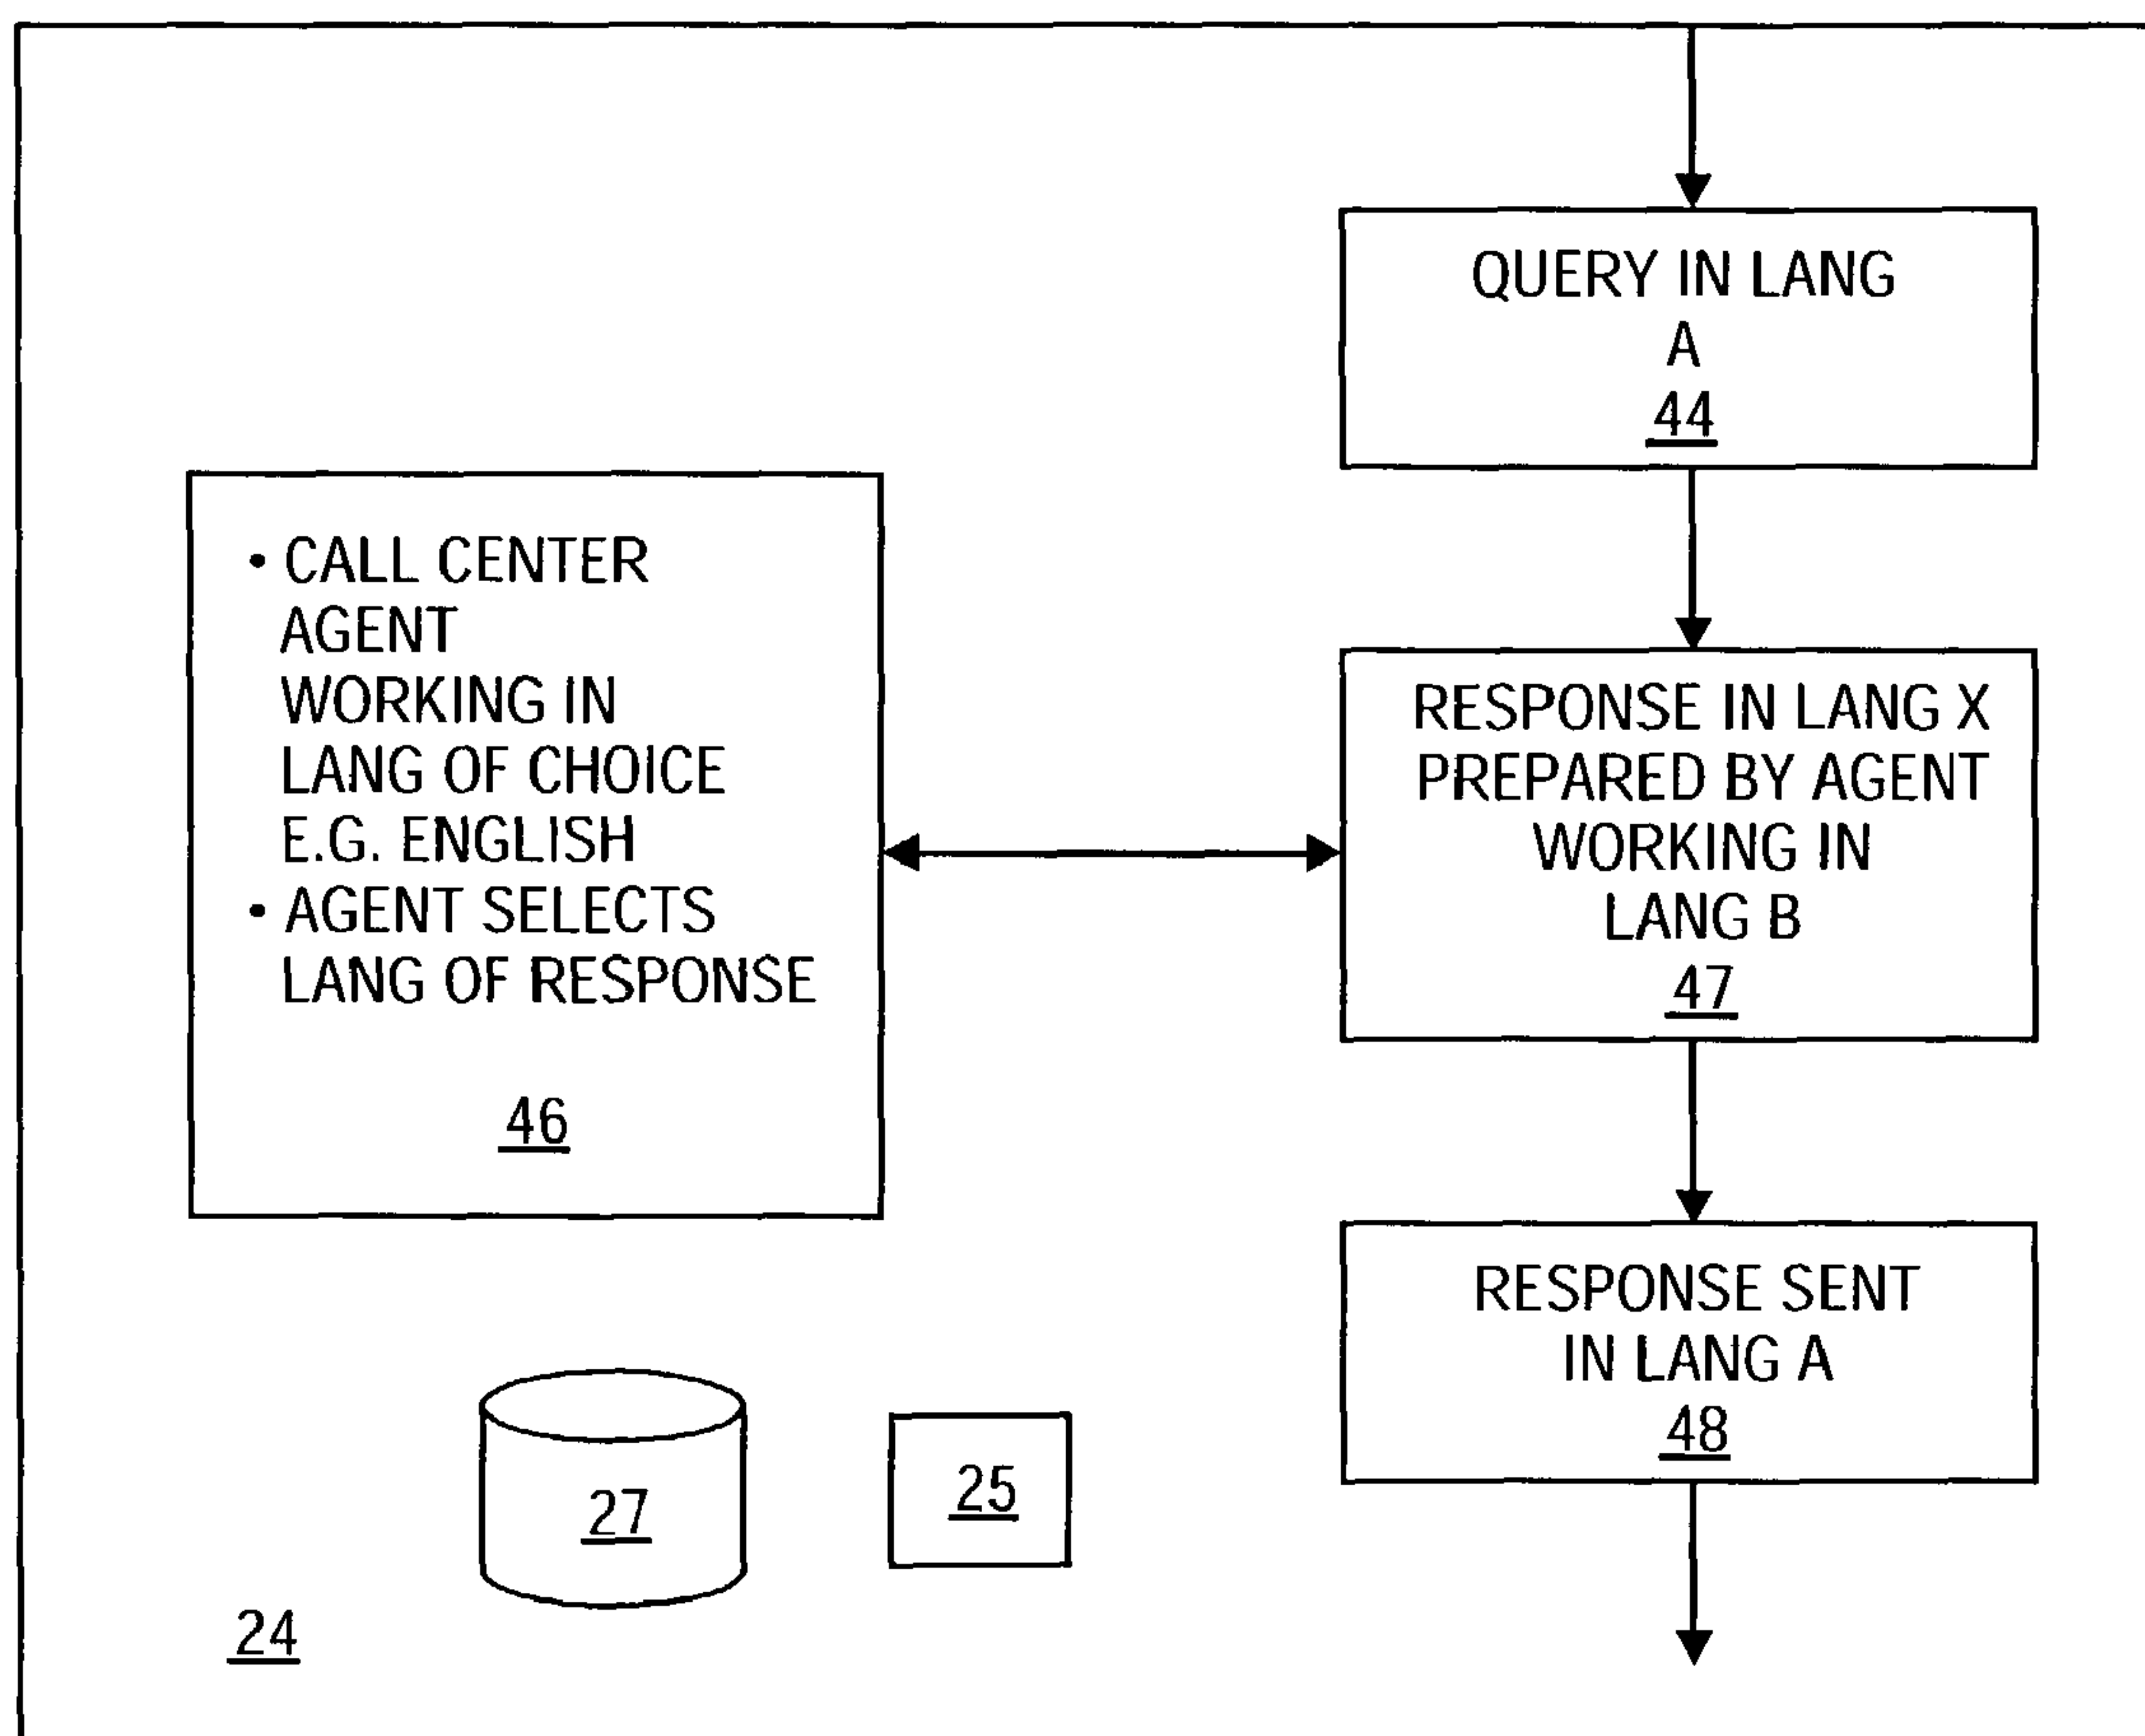 QUERY IN LANG
A
44
• CALL CENTER
AGENT
WORKING IN
LANG OF CHOICE
E.G. ENGLISH
• AGENT SELECTS
LANG OF RESPONSE
46
RESPONSE IN LANG X
PREPARED BY AGENT
WORKING IN
LANG B
47
RESPONSE SENT
IN LANG A
48
27
25
24